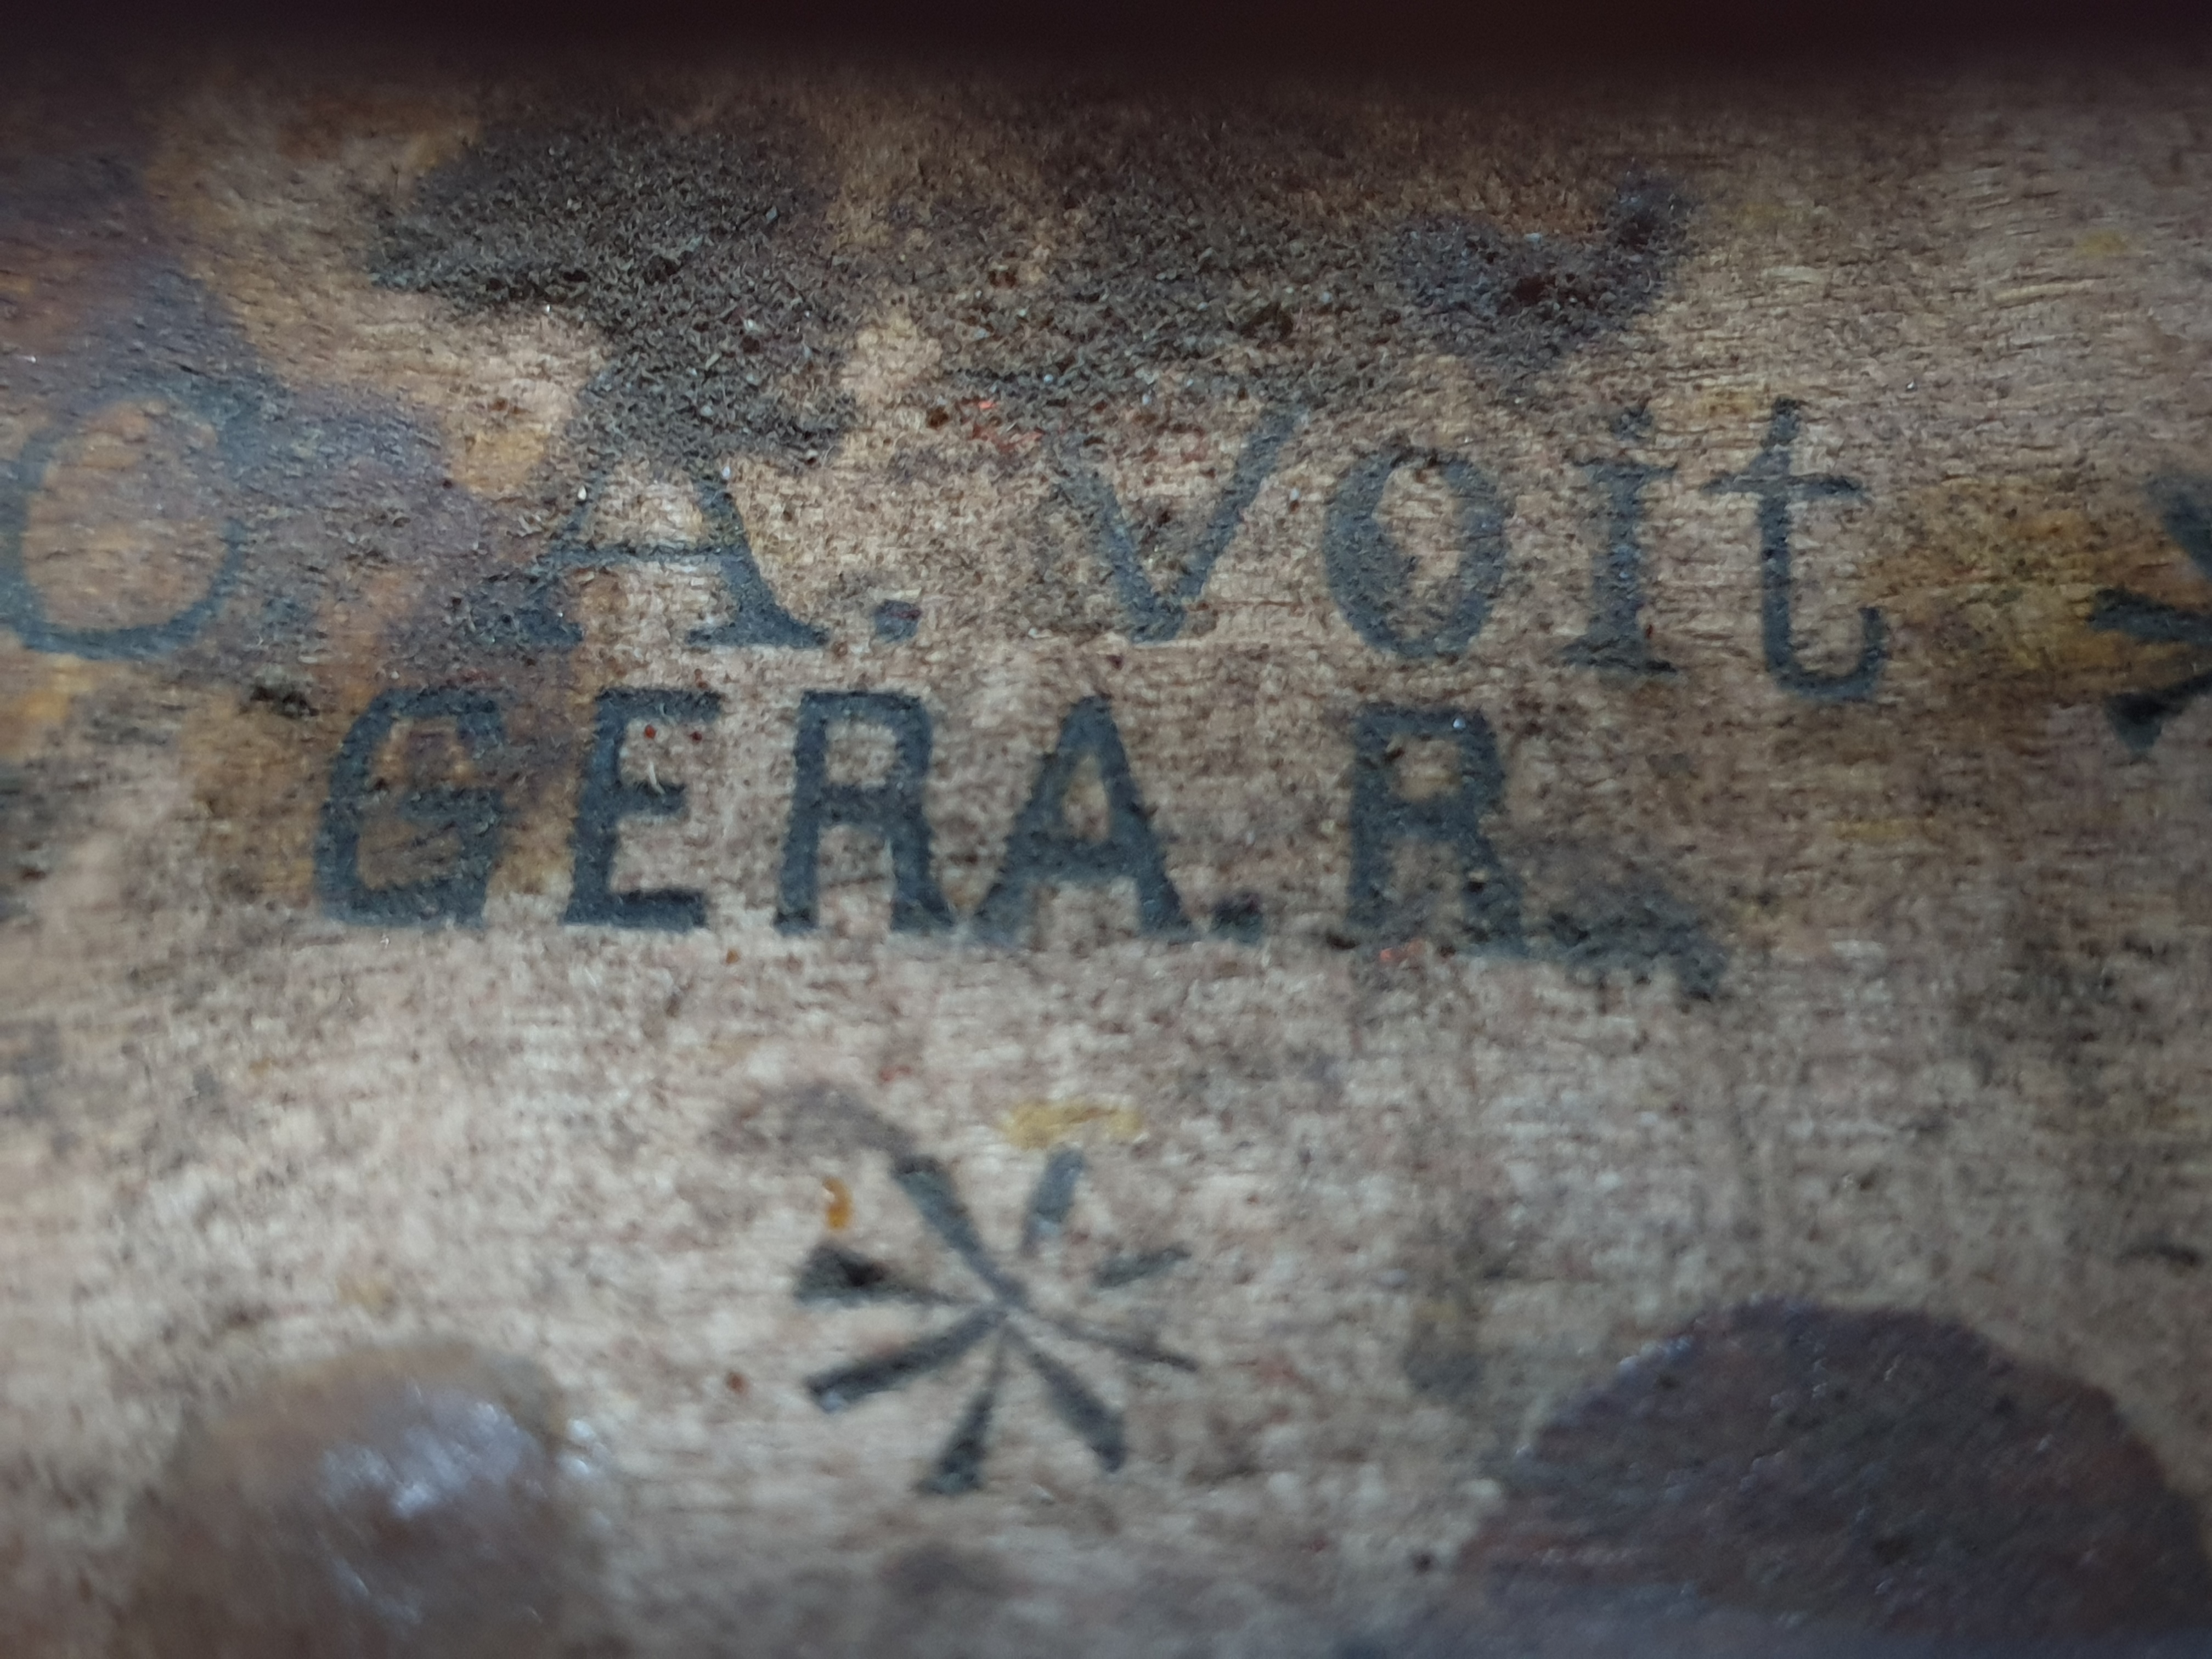 C. A. Voit
GERA. R.